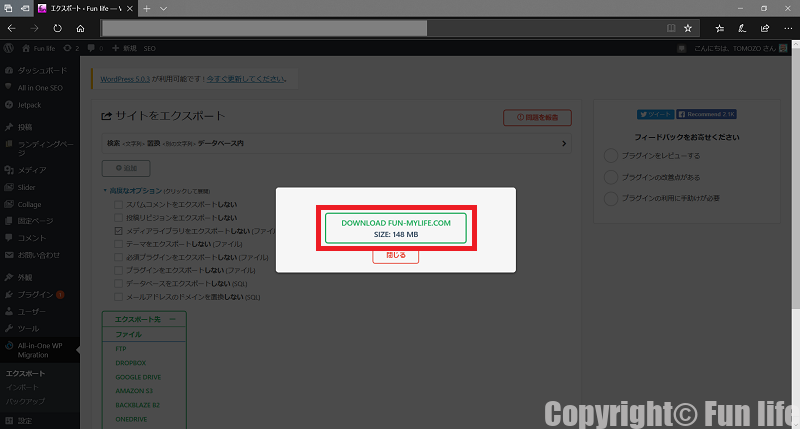 エクスポート ‹ Fun life — V
Fun life
2
0
新規
SEO
こんにちは、TOMOZO さん
ダッシュボード
All In One SEO
Jetpack
投稿
ランディングページ
メディア
Slider
Collage
固定ページ
コメント
お問い合わせ
外観
プラグイン 1
ユーザー
ツール
All-in-One WP
Migration
エクスポート
インポート
バックアップ
設定
WordPress 5.0.3 が利用可能です ! 今すぐ更新してください。
サイトをエクスポート
問題を報告
検索 <文字列> 置換 <別の文字列> データベース内
追加
高度なオプション (クリックして展開)
スパムコメントをエクスポートしない
投稿リビジョンをエクスポートしない
メディアライブラリをエクスポートしない (ファイ
テーマをエクスポートしない (ファイル)
必須プラグインをエクスポートしない (ファイル)
プラグインをエクスポートしない (ファイル)
データベースをエクスポートしない (SQL)
メールアドレスのドメインを置換しない (SQL)
エクスポート先
ファイル
FTP
DROPBOX
GOOGLE DRIVE
AMAZON S3
BACKBLAZE B2
ONEDRIVE
DOWNLOAD FUN-MYLIFE.COM
SIZE: 148 MB
閉じる
ツイート
Recommend 3.1K
フィードバックをお寄せください
プラグインをレビューする
プラグインの改善点がある
プラグインの利用に手助けが必要
Copyright© Fun life